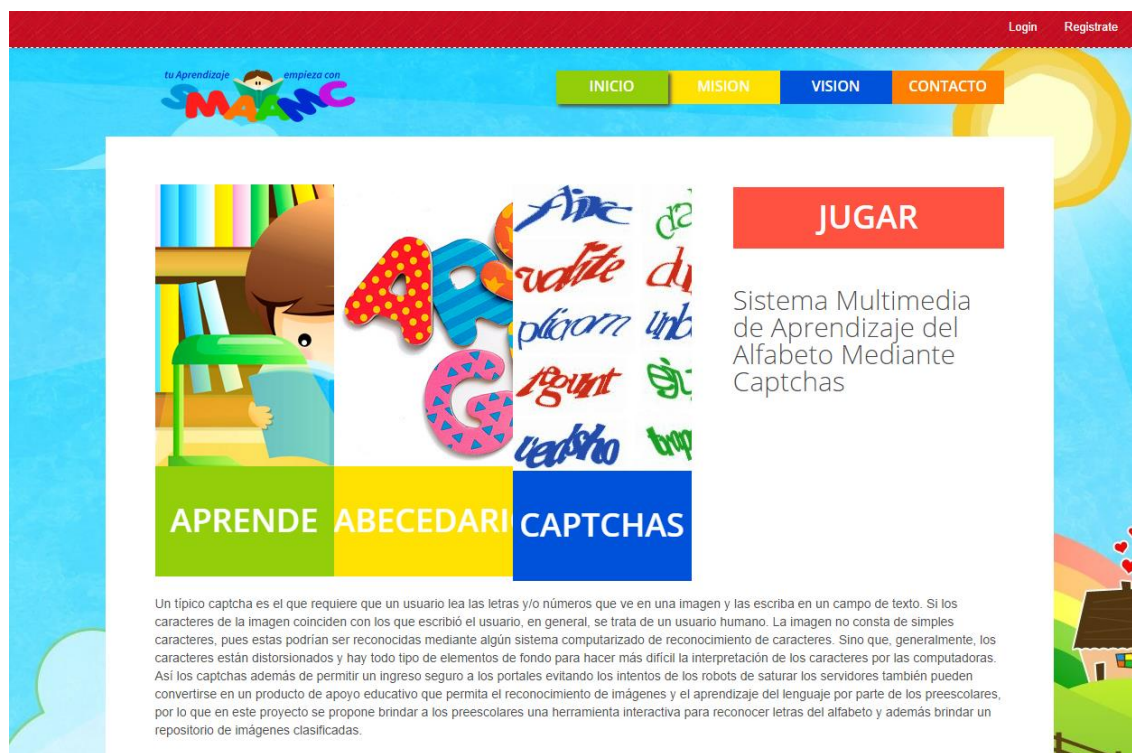 Login Registrate
tu Aprendizaje empieza con
SMAAMC
INICIO MISION VISION CONTACTO
JUGAR
Sistema Multimedia
de Aprendizaje del
Alfabeto Mediante
Captchas
APRENDE ABECEDARI CAPTCHAS
Un típico captcha es el que requiere que un usuario lea las letras y/o números que ve en una imagen y las escriba en un campo de texto. Si los
caracteres de la imagen coinciden con los que escribió el usuario, en general, se trata de un usuario humano. La imagen no consta de simples
caracteres, pues estas podrían ser reconocidas mediante algún sistema computarizado de reconocimiento de caracteres. Sino que, generalmente, los
caracteres están distorsionados y hay todo tipo de elementos de fondo para hacer más difícil la interpretación de los caracteres por las computadoras.
Así los captchas además de permitir un ingreso seguro a los portales evitando los intentos de los robots de saturar los servidores también pueden
convertirse en un producto de apoyo educativo que permita el reconocimiento de imágenes y el aprendizaje del lenguaje por parte de los preescolares,
por lo que en este proyecto se propone brindar a los preescolares una herramienta interactiva para reconocer letras del alfabeto y además brindar un
repositorio de imágenes clasificadas.